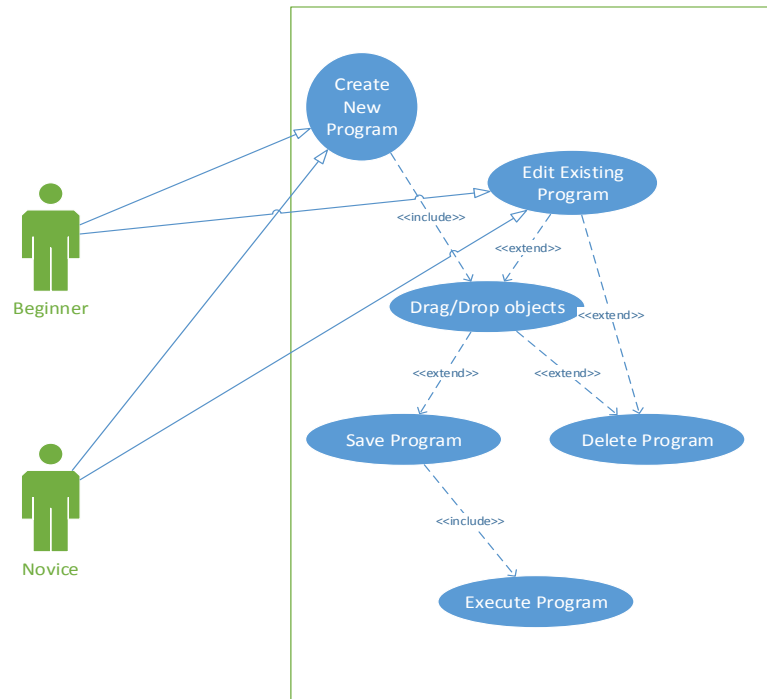 Create
New
Program
Edit Existing
Program
<<include>>
<<extend>>
Beginner
Drag/Drop objects
<<extend>>
<<extend>>
<<extend>>
Save Program
Delete Program
<<include>>
Novice
Execute Program